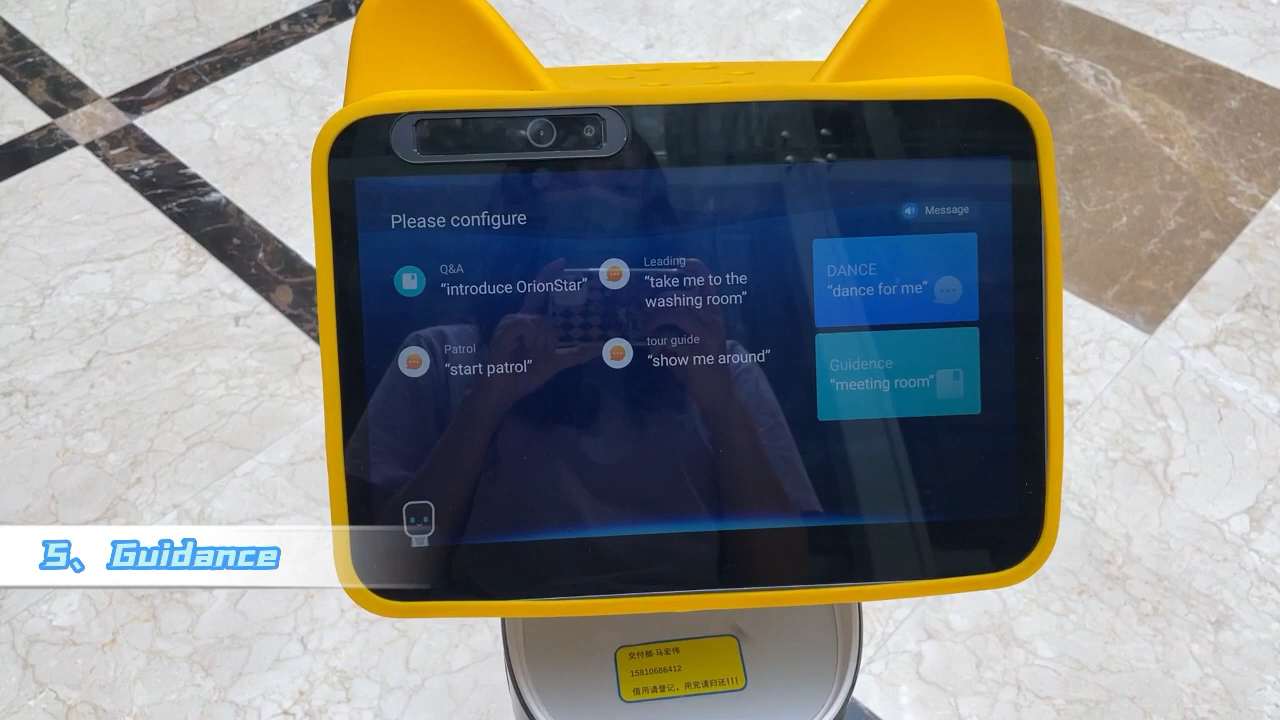 Please configure
Message
Q&A
“introduce OrionStar”
Leading
“take me to the
washing room”
DANCE
“dance for me”
Patrol
“start patrol”
tour guide
“show me around”
Guidence
“meeting room”
5、Guidance
交付部-马宏伟
15810686412
借用请登记，用完请归还!!!